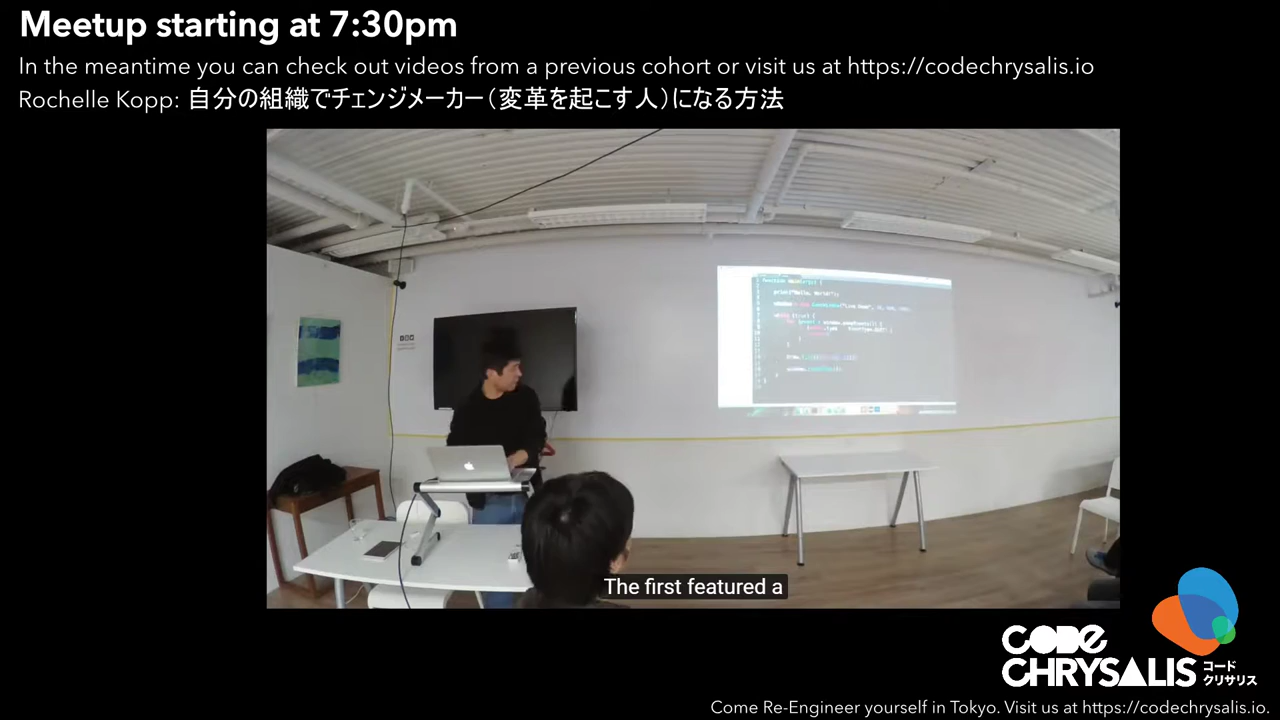 Meetup starting at 7:30pm
In the meantime you can check out videos from a previous cohort or visit us at https://codechrysalis.io
Rochelle Kopp: 自分の組織でチェンジメーカー（変革を起こす人）になる方法
The first featured a
CODE
CHRYSALIS
コード
クリサリス
Come Re-Engineer yourself in Tokyo. Visit us at https://codechrysalis.io.